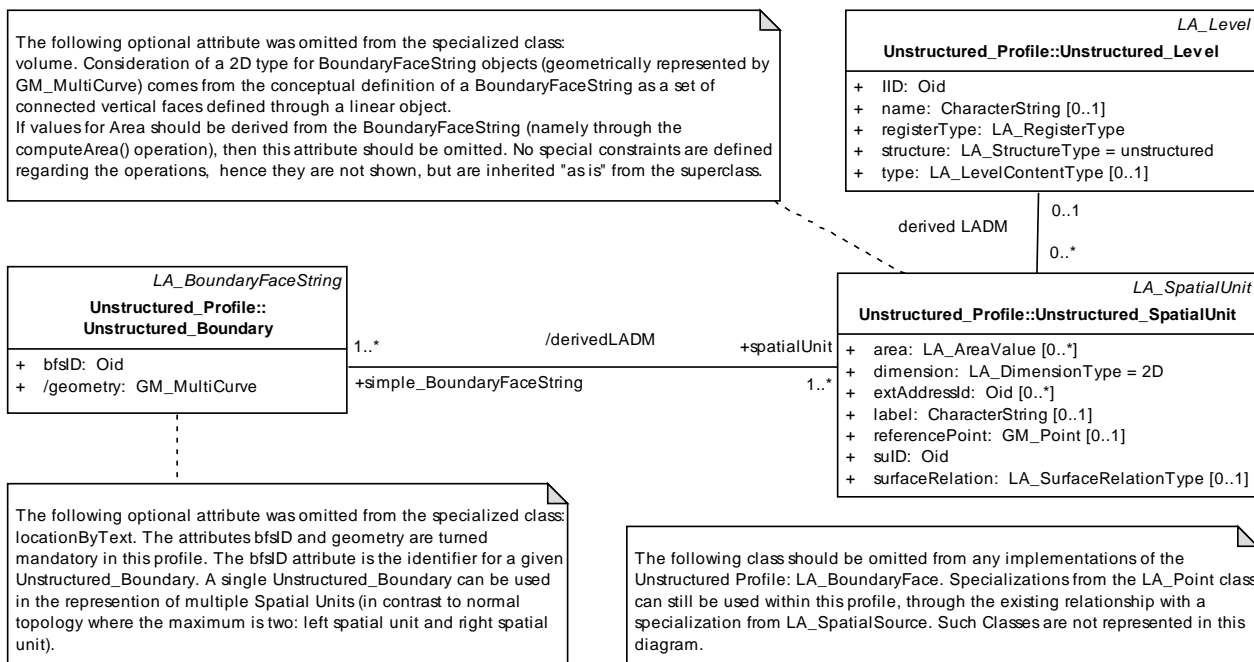 The following optional attribute was omitted from the specialized class:
volume. Consideration of a 2D type for BoundaryFaceString objects (geometrically represented by
GM_MultiCurve) comes from the conceptual definition of a BoundaryFaceString as a set of
connected vertical faces defined through a linear object.
If values for Area should be derived from the BoundaryFaceString (namely through the
computeArea() operation), then this attribute should be omitted. No special constraints are defined
regarding the operations, hence they are not shown, but are inherited "as is" from the superclass.
LA_Level
Unstructured_Profile::Unstructured_Level
+ lID: Oid
+ name: CharacterString [0..1]
+ registerType: LA_RegisterType
+ structure: LA_StructureType = unstructured
+ type: LA_LevelContentType [0..1]
0..1
derived LADM
0..*
LA_BoundaryFaceString
Unstructured_Profile::
Unstructured_Boundary
+ bfsID: Oid
+ /geometry: GM_MultiCurve
1..*
/derivedLADM
+spatialUnit
+simple_BoundaryFaceString
1..*
LA_SpatialUnit
Unstructured_Profile::Unstructured_SpatialUnit
+ area: LA_AreaValue [0..*]
+ dimension: LA_DimensionType = 2D
+ extAddressId: Oid [0..*]
+ label: CharacterString [0..1]
+ referencePoint: GM_Point [0..1]
+ suID: Oid
+ surfaceRelation: LA_SurfaceRelationType [0..1]
The following optional attribute was omitted from the specialized class:
locationByText. The attributes bfsID and geometry are turned
mandatory in this profile. The bfsID attribute is the identifier for a given
Unstructured_Boundary. A single Unstructured_Boundary can be used
in the represention of multiple Spatial Units (in contrast to normal
topology where the maximum is two: left spatial unit and right spatial
unit).
The following class should be omitted from any implementations of the
Unstructured Profile: LA_BoundaryFace. Specializations from the LA_Point class
can still be used within this profile, through the existing relationship with a
specialization from LA_SpatialSource. Such Classes are not represented in this
diagram.